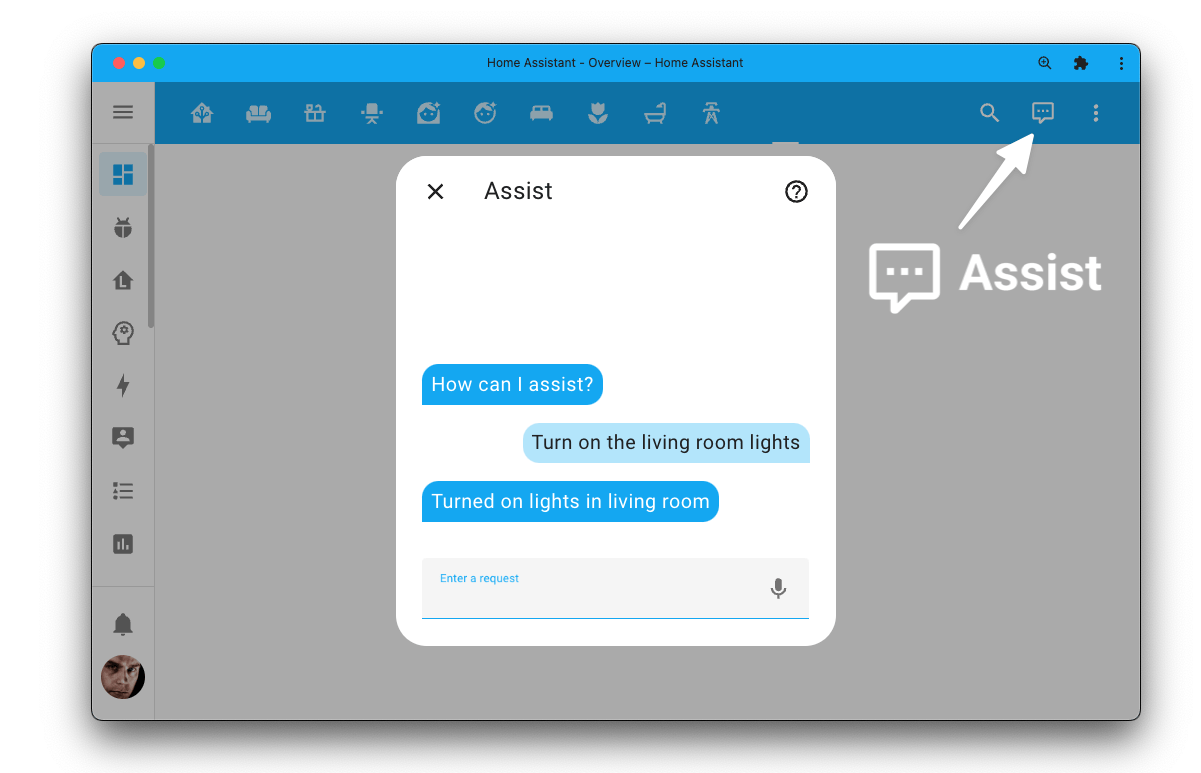 Home Assistant - Overview – Home Assistant
Assist
Assist
How can I assist?
Turn on the living room lights
Turned on lights in living room
Enter a request